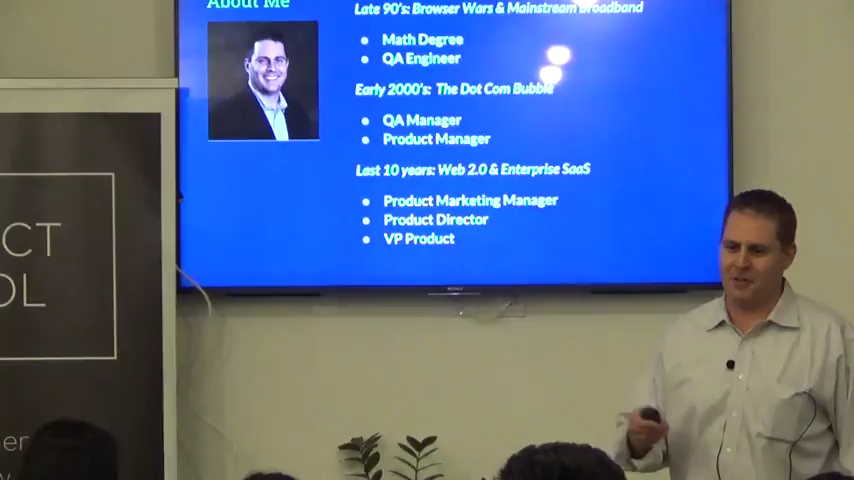 About Me
Late 90's: Browser Wars & Mainstream Broadband
Math Degree
QA Engineer
Early 2000's: The Dot Com Bubble
QA Manager
Product Manager
Last 10 years: Web 2.0 & Enterprise SaaS
Product Marketing Manager
Product Director
VP Product
CT
OL
er